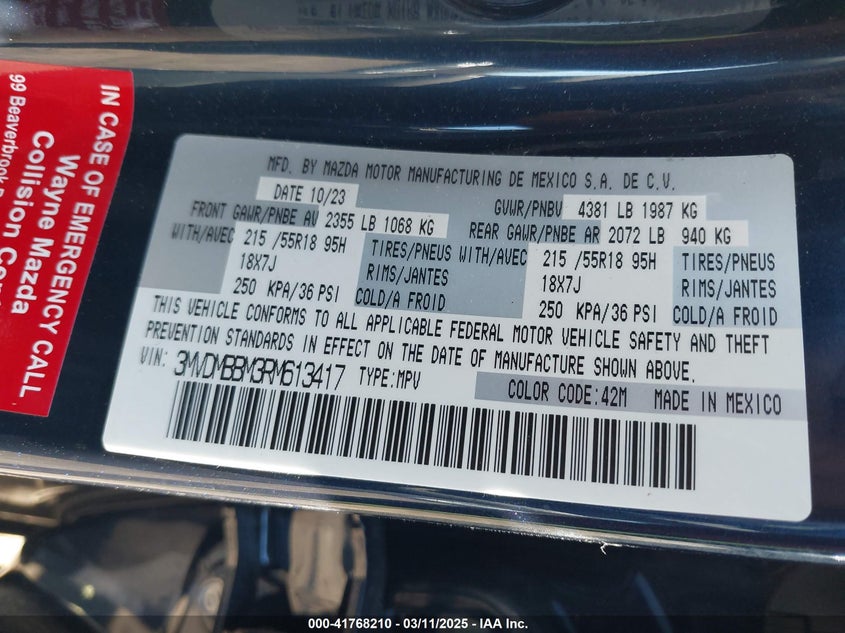 IN CASE OF EMERGENCY CALL
Wayne Mazda
Collision
99 Beaverbrook
MFD. BY MAZDA MOTOR MANUFACTURING DE MEXICO S.A. DE C.V.
DATE 10/23 GVWR/PNBV 4381 LB 1987 KG
FRONT GAWR/PNBE AV 2355 LB 1068 KG REAR GAWR/PNBE AR 2072 LB 940 KG
WITH/AVEC 215 /55R18 95H TIRES/PNEUS WITH/AVEC 215 /55R18 95H TIRES/PNEUS
18X7J RIMS/JANTES 18X7J RIMS/JANTES
250 KPA/36 PSI COLD/A FROID 250 KPA/36 PSI COLD/A FROID
THIS VEHICLE CONFORMS TO ALL APPLICABLE FEDERAL MOTOR VEHICLE SAFETY AND THEFT
PREVENTION STANDARDS IN EFFECT ON THE DATE OF MANUFACTURE SHOWN ABOVE.
VIN: 3MVDMBBM3RM613417 TYPE:MPV
COLOR CODE:42M MADE IN MEXICO
000-41768210 - 03/11/2025 - © IAA Inc.